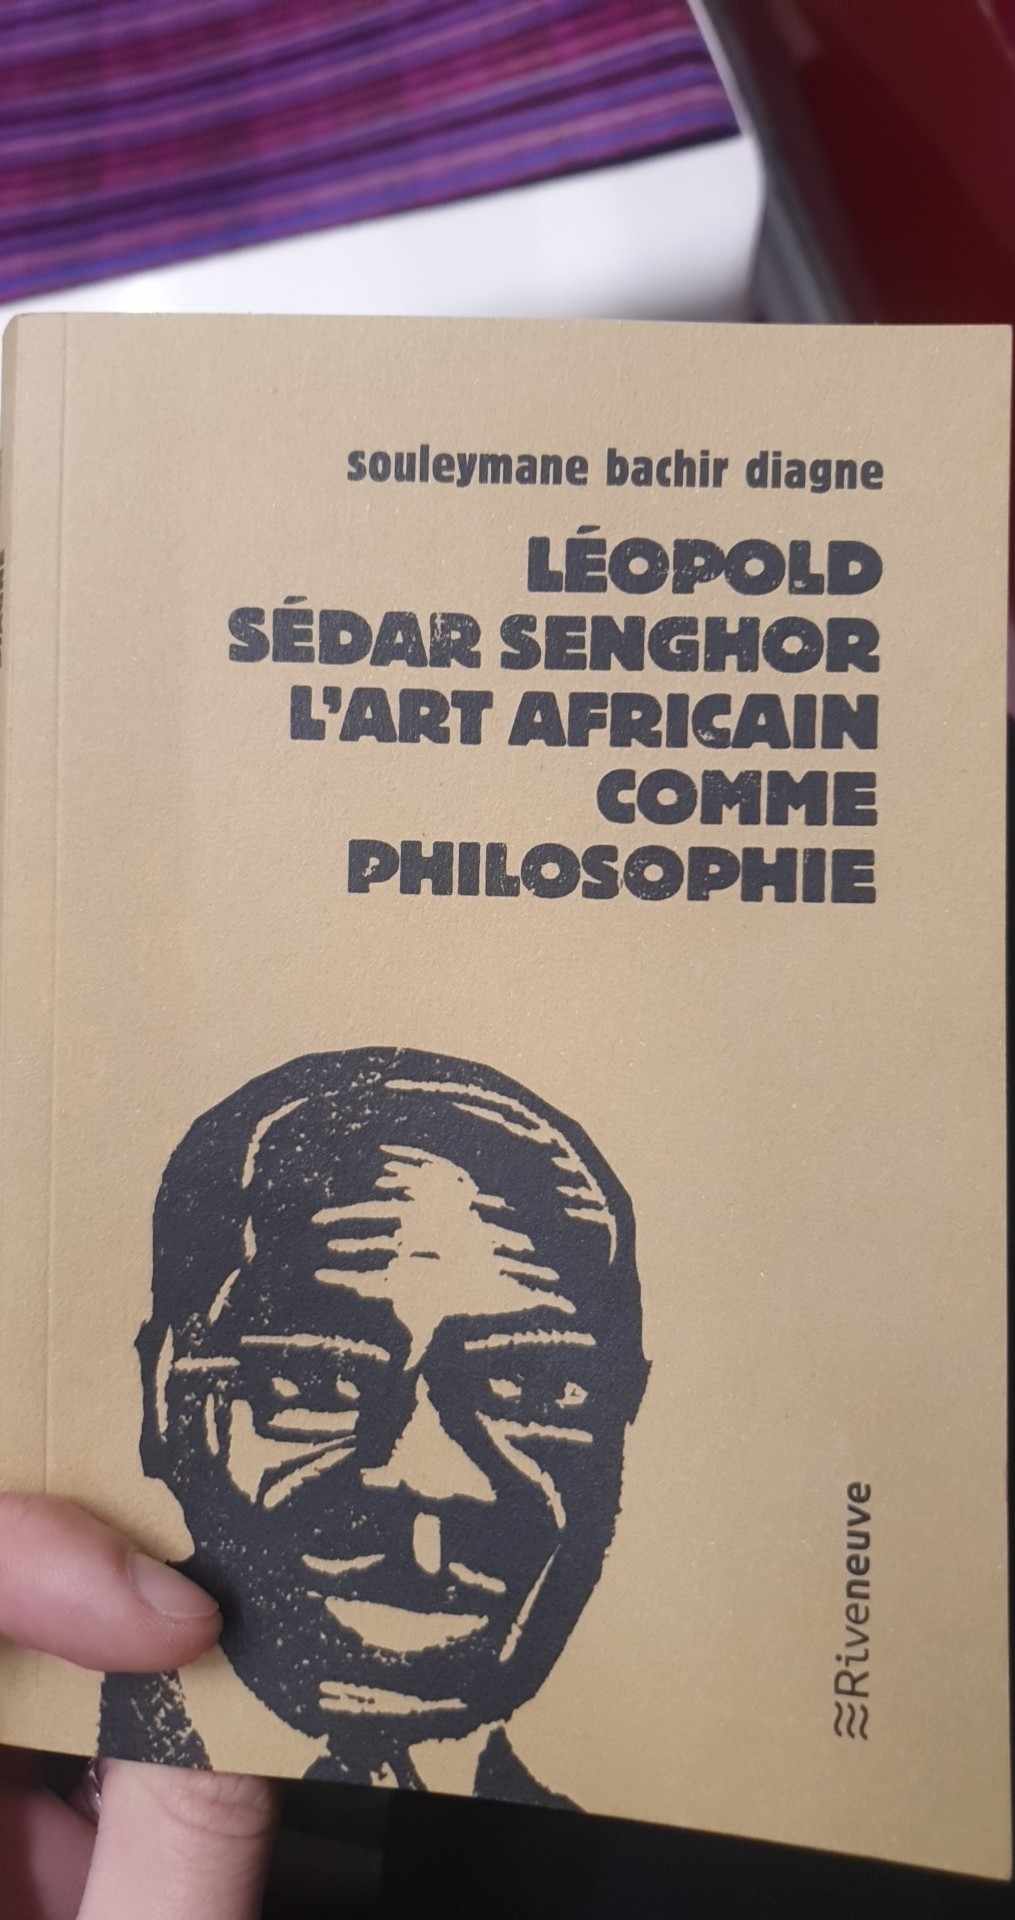 souleymane bachir diagne
LÉOPOLD
SÉDAR SENGHOR
L'ART AFRICAIN
COMME
PHILOSOPHIE
Riveneuve